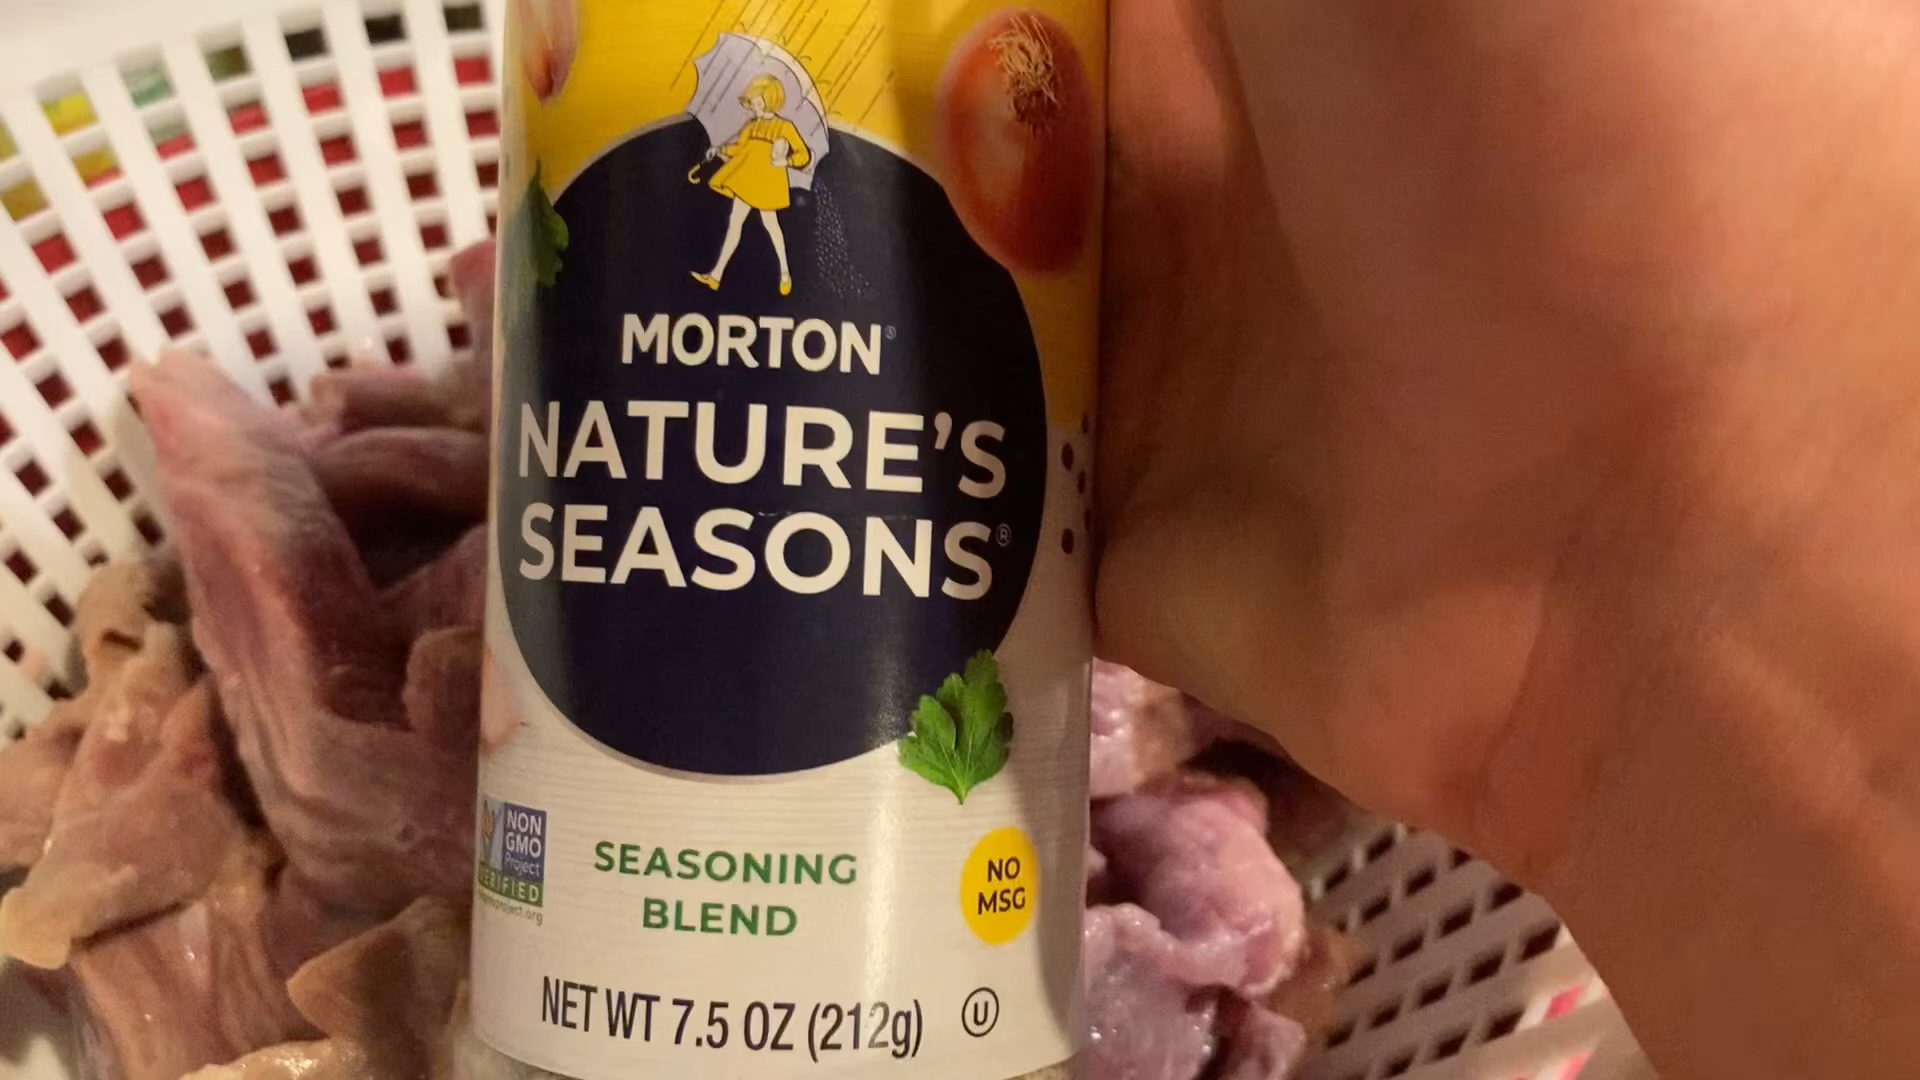 MORTON®
NATURE'S
SEASONS®
NON
GMO
Project
VERIFIED
SEASONING
BLEND
NO
MSG
NET WT 7.5 OZ (212g)
U